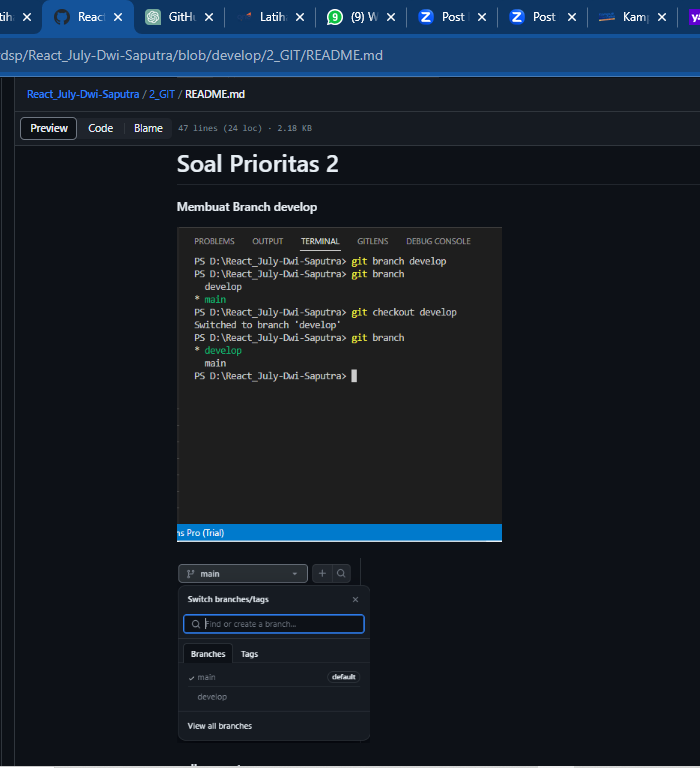 tiha
React
GitHu
Latiha
(9) W
Post
Post
Kamp
rdsp/React_July-Dwi-Saputra/blob/develop/2_GIT/README.md
React_July-Dwi-Saputra / 2_GIT / README.md
Preview Code Blame 47 lines (24 loc) · 2.18 KB
Soal Prioritas 2
Membuat Branch develop
PROBLEMS OUTPUT TERMINAL GITLENS DEBUG CONSOLE
PS D:\React_July-Dwi-Saputra> git branch develop
PS D:\React_July-Dwi-Saputra> git branch
develop
* main
PS D:\React_July-Dwi-Saputra> git checkout develop
Switched to branch 'develop'
PS D:\React_July-Dwi-Saputra> git branch
* develop
main
PS D:\React_July-Dwi-Saputra>
ns Pro (Trial)
main
Switch branches/tags
Find or create a branch...
Branches Tags
main default
develop
View all branches